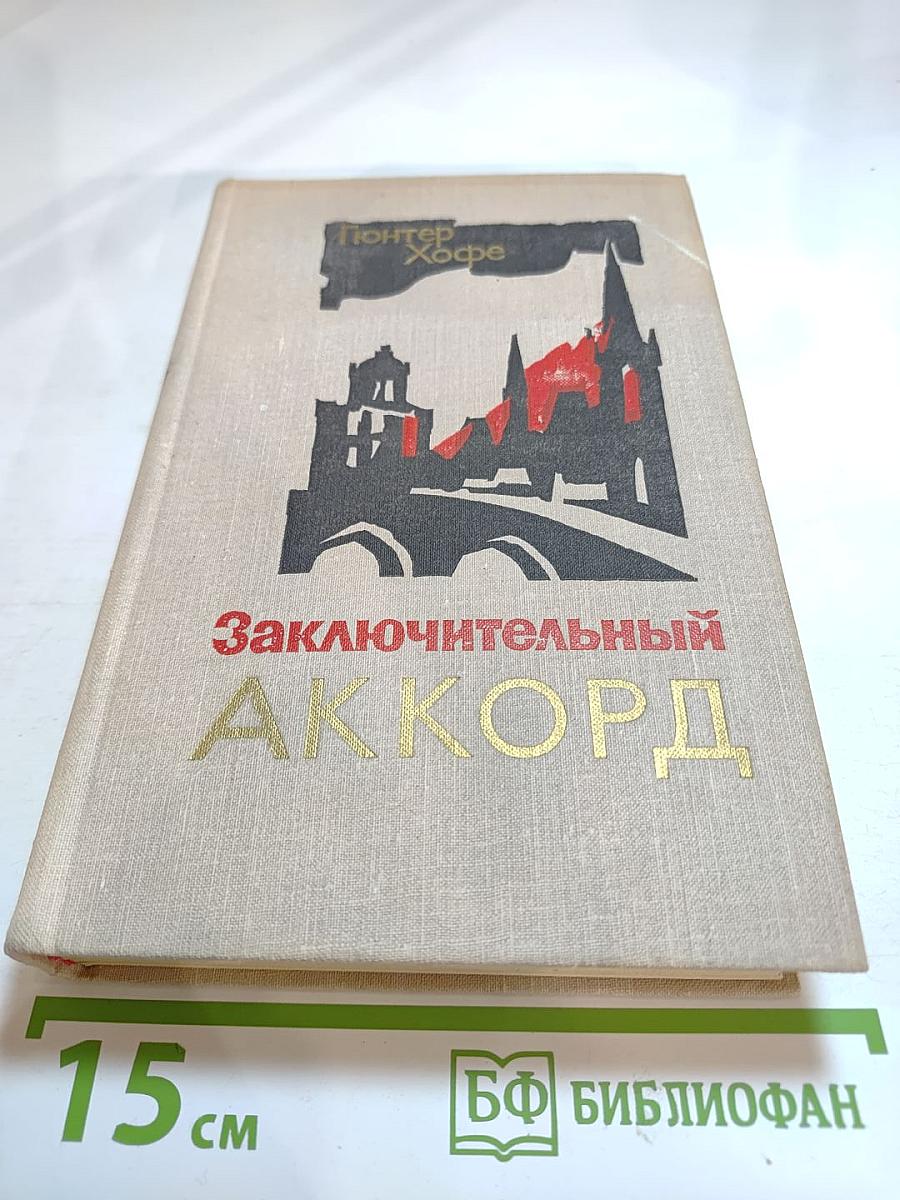 Гюнтер
Хофе
Заключительный
АККОРД
15 см
БФ БИБЛИОФАН